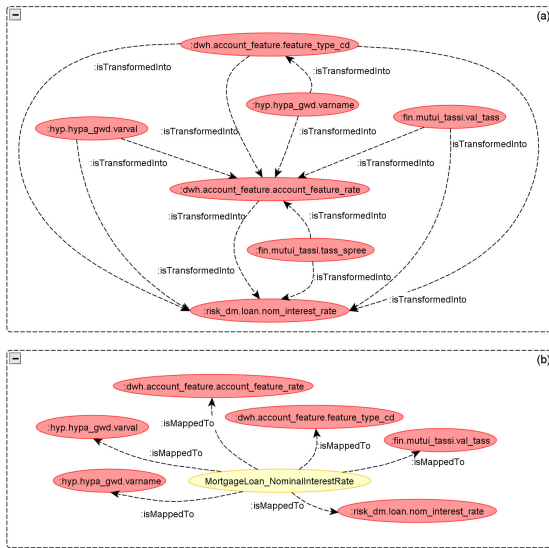 (a)
:dwh.account_feature.feature_type_cd
:isTransformedInto
:isTransformedInto
:isTransformedInto
:isTransformedInto
:hyp.hypa_gwd.varname
:fin.mutui_tassi.val_tass
:hyp.hypa_gwd.varval
:isTransformedInto
:isTransformedInto
:isTransformedInto
:isTransformedInto
:isTransformedInto
:isTransformedInto
:dwh.account_feature.account_feature_rate
:isTransformedInto
:isTransformedInto
:fin.mutui_tassi.tass_spree
:isTransformedInto
:isTransformedInto
:isTransformedInto
:risk_dm.loan.nom_interest_rate
(b)
:dwh.account_feature.account_feature_rate
:dwh.account_feature.feature_type_cd
:hyp.hypa_gwd.varval
:isMappedTo
:fin.mutui_tassi.val_tass
:isMappedTo
:isMappedTo
:isMappedTo
:hyp.hypa_gwd.varname
MortgageLoan_NominalInterestRate
:isMappedTo
:isMappedTo
:risk_dm.loan.nom_interest_rate